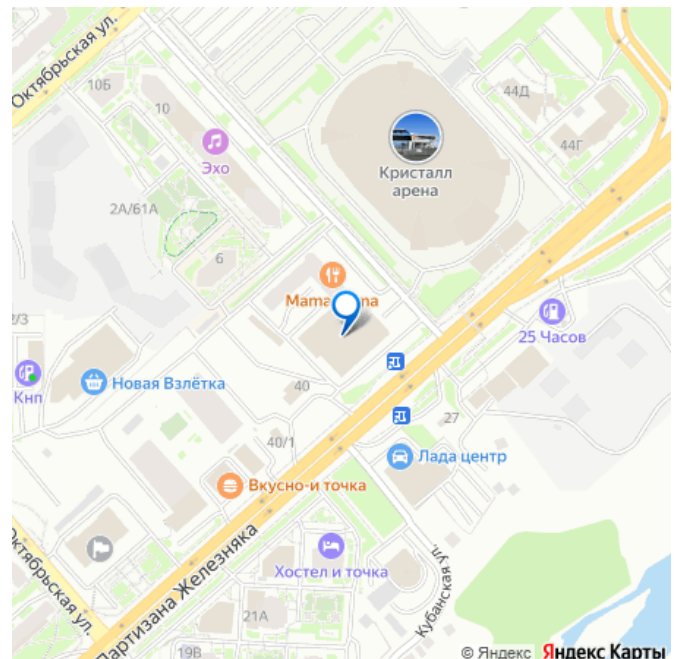 Октябрьская ул.
10Б
10
Эхо
44Д
44Г
Кристалл
арена
2А/61А
6
2/3
25 Часов
Кнп
Новая Взлётка
40
27
40/1
Лада центр
Вкусно-и точка
Октябрьская ул.
Партизана Железняка
Хостел и точка
Кубанская ул.
21А
19В
© Яндекс Яндекс Карты